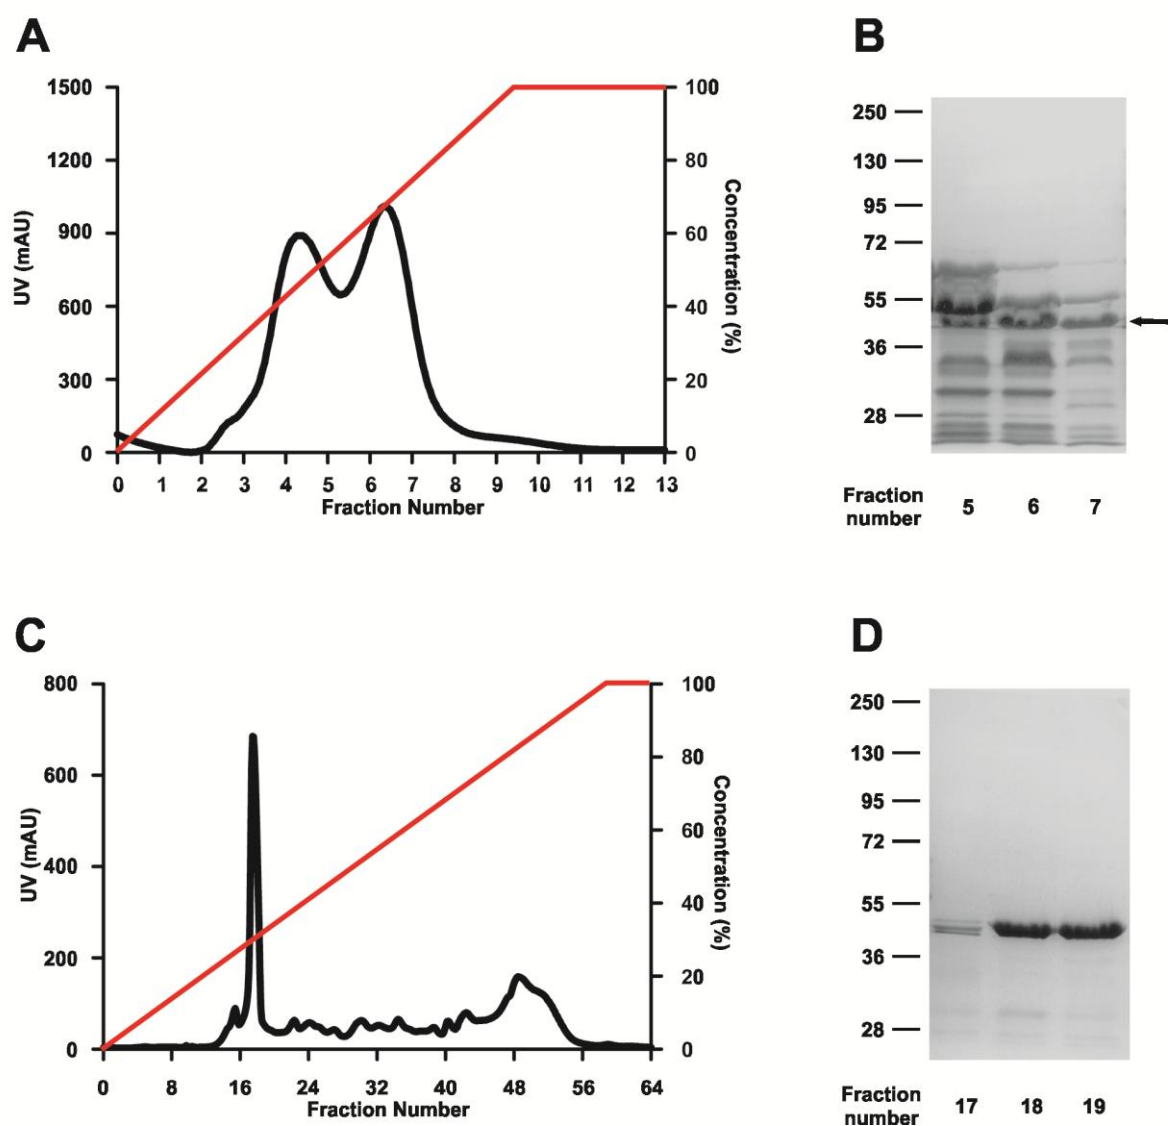 A
1500
1200
900
600
300
0
UV (mAU)
100
80
60
40
20
0
Concentration (%)
0 1 2 3 4 5 6 7 8 9 10 11 12 13
Fraction Number
B
250
130
95
72
55
36
28
Fraction
number
5 6 7
C
800
600
400
200
0
UV (mAU)
100
80
60
40
20
0
Concentration (%)
0 8 16 24 32 40 48 56 64
Fraction Number
D
250
130
95
72
55
36
28
Fraction
number
17 18 19